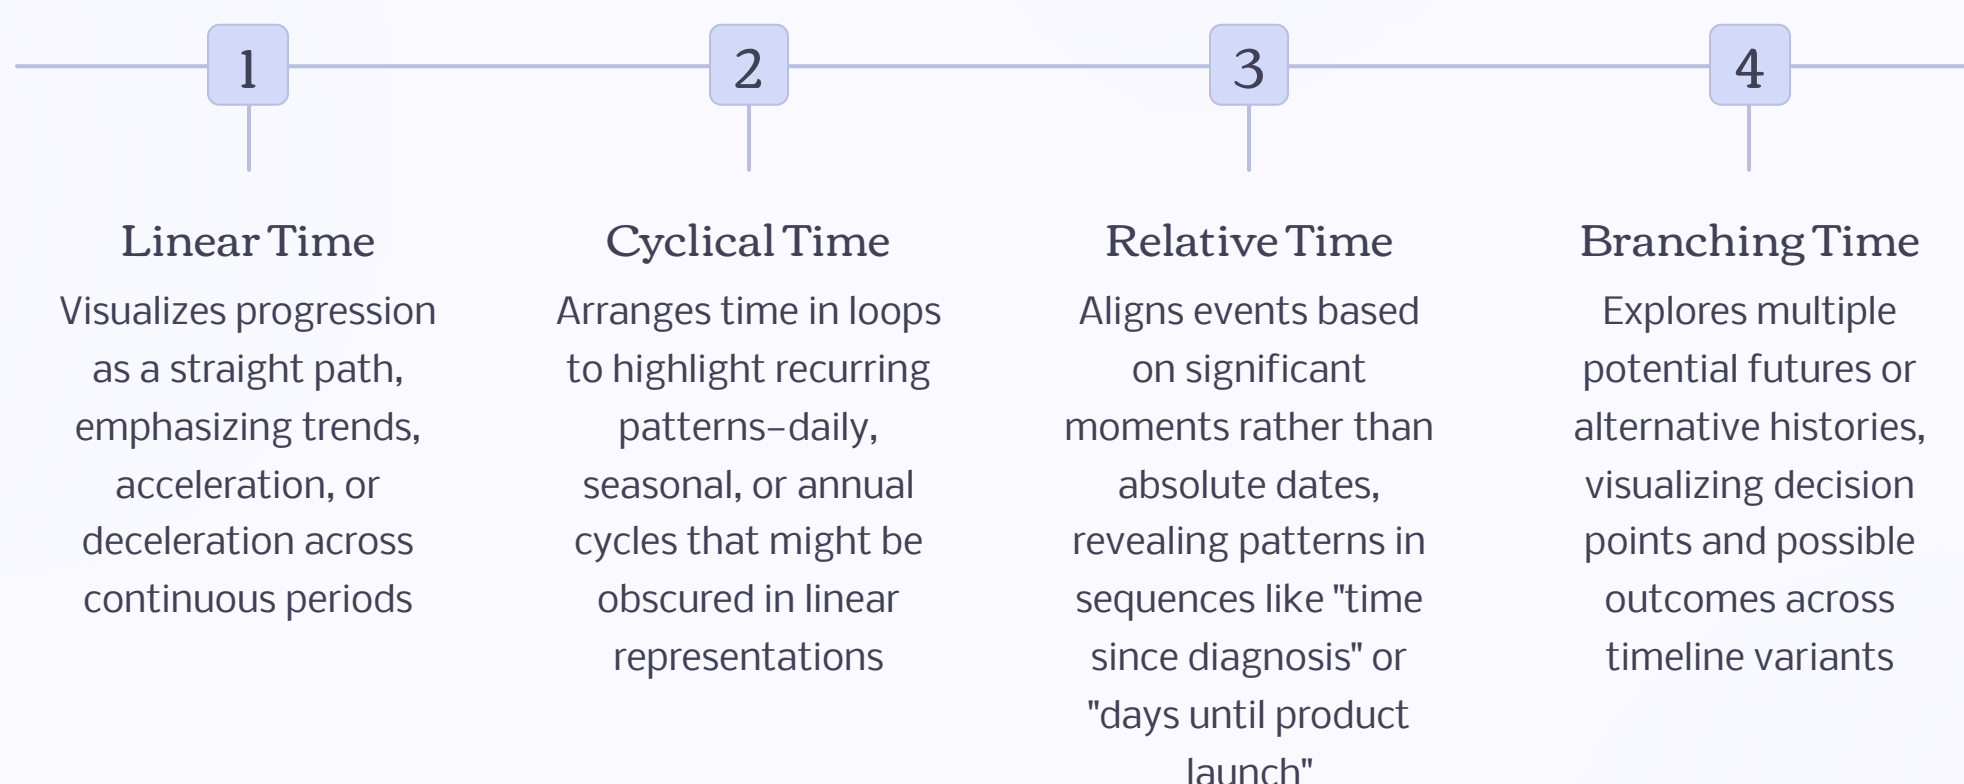 1
Linear Time
Visualizes progression
as a straight path,
emphasizing trends,
acceleration, or
deceleration across
continuous periods
2
Cyclical Time
Arranges time in loops
to highlight recurring
patterns—daily,
seasonal, or annual
cycles that might be
obscured in linear
representations
3
Relative Time
Aligns events based
on significant
moments rather than
absolute dates,
revealing patterns in
sequences like "time
since diagnosis" or
"days until product
launch"
4
Branching Time
Explores multiple
potential futures or
alternative histories,
visualizing decision
points and possible
outcomes across
timeline variants